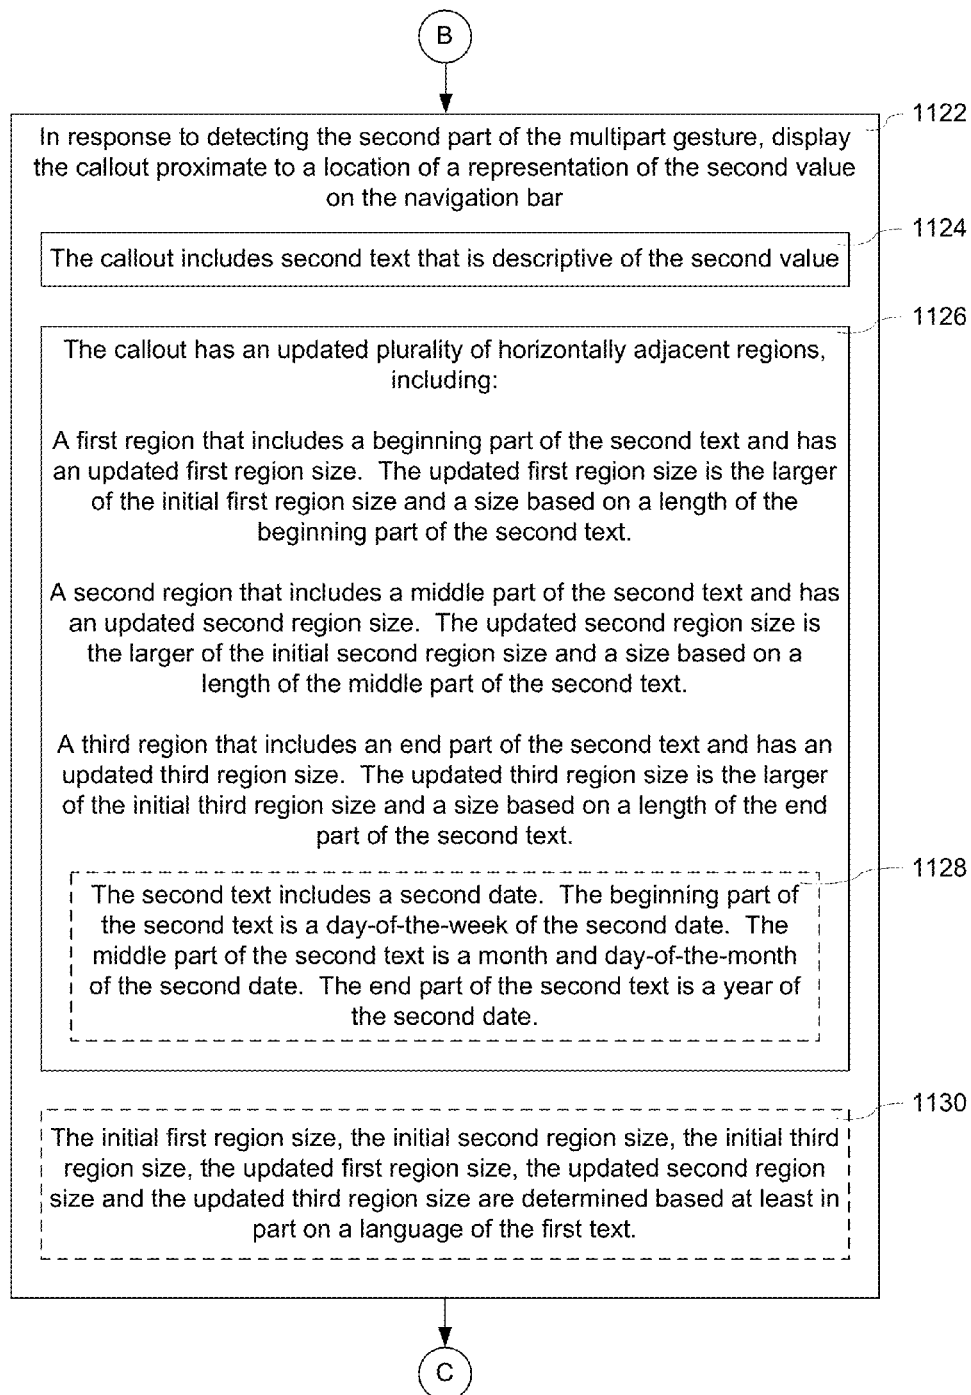 B
1122
In response to detecting the second part of the multipart gesture, display
the callout proximate to a location of a representation of the second value
on the navigation bar
1124
The callout includes second text that is descriptive of the second value
1126
The callout has an updated plurality of horizontally adjacent regions,
including:
A first region that includes a beginning part of the second text and has
an updated first region size.  The updated first region size is the larger
of the initial first region size and a size based on a length of the
beginning part of the second text.
A second region that includes a middle part of the second text and has
an updated second region size.  The updated second region size is
the larger of the initial second region size and a size based on a
length of the middle part of the second text.
A third region that includes an end part of the second text and has an
updated third region size.  The updated third region size is the larger
of the initial third region size and a size based on a length of the end
part of the second text.
1128
The second text includes a second date.  The beginning part of
the second text is a day-of-the-week of the second date.  The
middle part of the second text is a month and day-of-the-month
of the second date.  The end part of the second text is a year of
the second date.
1130
The initial first region size, the initial second region size, the initial third
region size, the updated first region size, the updated second region
size and the updated third region size are determined based at least in
part on a language of the first text.
C